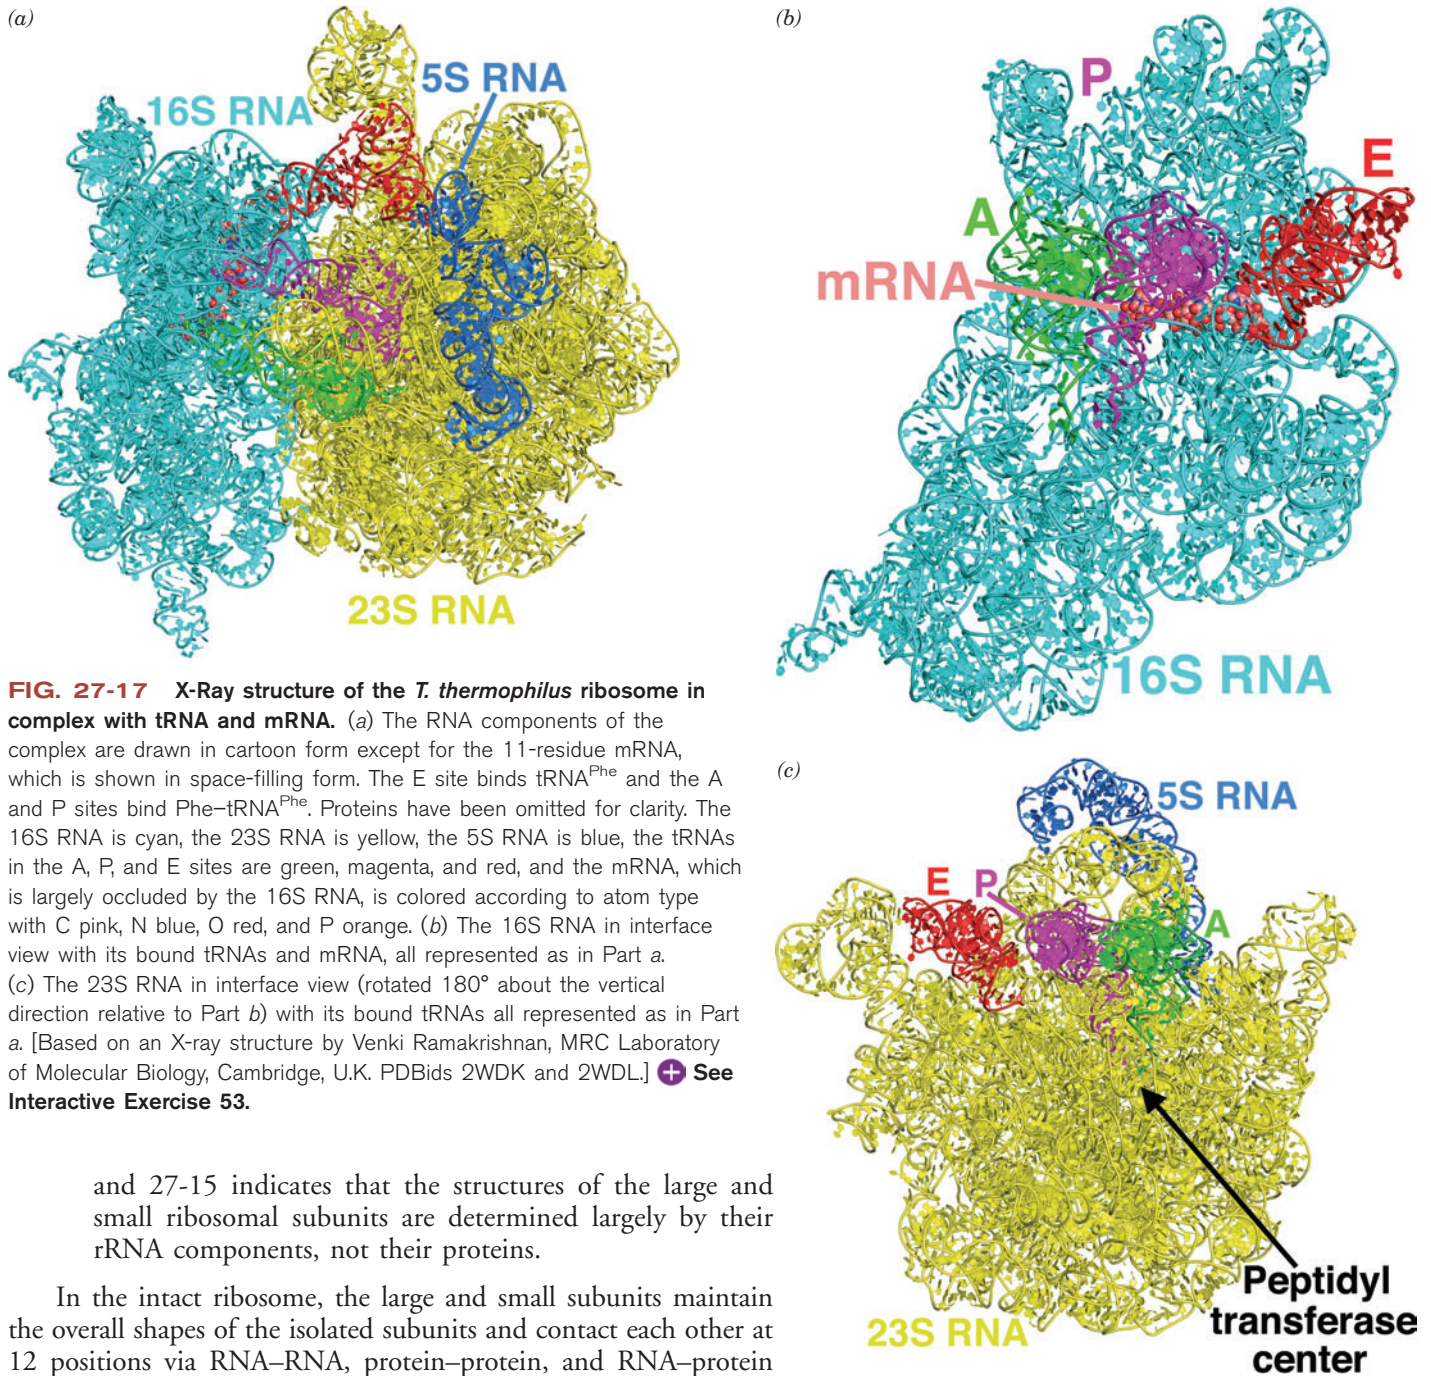 (a)
16S RNA
5S RNA
23S RNA
(b)
P
E
A
mRNA
16S RNA
FIG. 27-17 X-Ray structure of the T. thermophilus ribosome in
complex with tRNA and mRNA. (a) The RNA components of the
complex are drawn in cartoon form except for the 11-residue mRNA,
which is shown in space-filling form. The E site binds tRNAPhe and the A
and P sites bind Phe–tRNAPhe. Proteins have been omitted for clarity. The
16S RNA is cyan, the 23S RNA is yellow, the 5S RNA is blue, the tRNAs
in the A, P, and E sites are green, magenta, and red, and the mRNA, which
is largely occluded by the 16S RNA, is colored according to atom type
with C pink, N blue, O red, and P orange. (b) The 16S RNA in interface
view with its bound tRNAs and mRNA, all represented as in Part a.
(c) The 23S RNA in interface view (rotated 180° about the vertical
direction relative to Part b) with its bound tRNAs all represented as in Part
a. [Based on an X-ray structure by Venki Ramakrishnan, MRC Laboratory
of Molecular Biology, Cambridge, U.K. PDBids 2WDK and 2WDL.] + See
Interactive Exercise 53.
(c)
5S RNA
E
P
A
23S RNA
Peptidyl
transferase
center
and 27-15 indicates that the structures of the large and
small ribosomal subunits are determined largely by their
rRNA components, not their proteins.
In the intact ribosome, the large and small subunits maintain
the overall shapes of the isolated subunits and contact each other at
12 positions via RNA–RNA, protein–protein, and RNA–protein